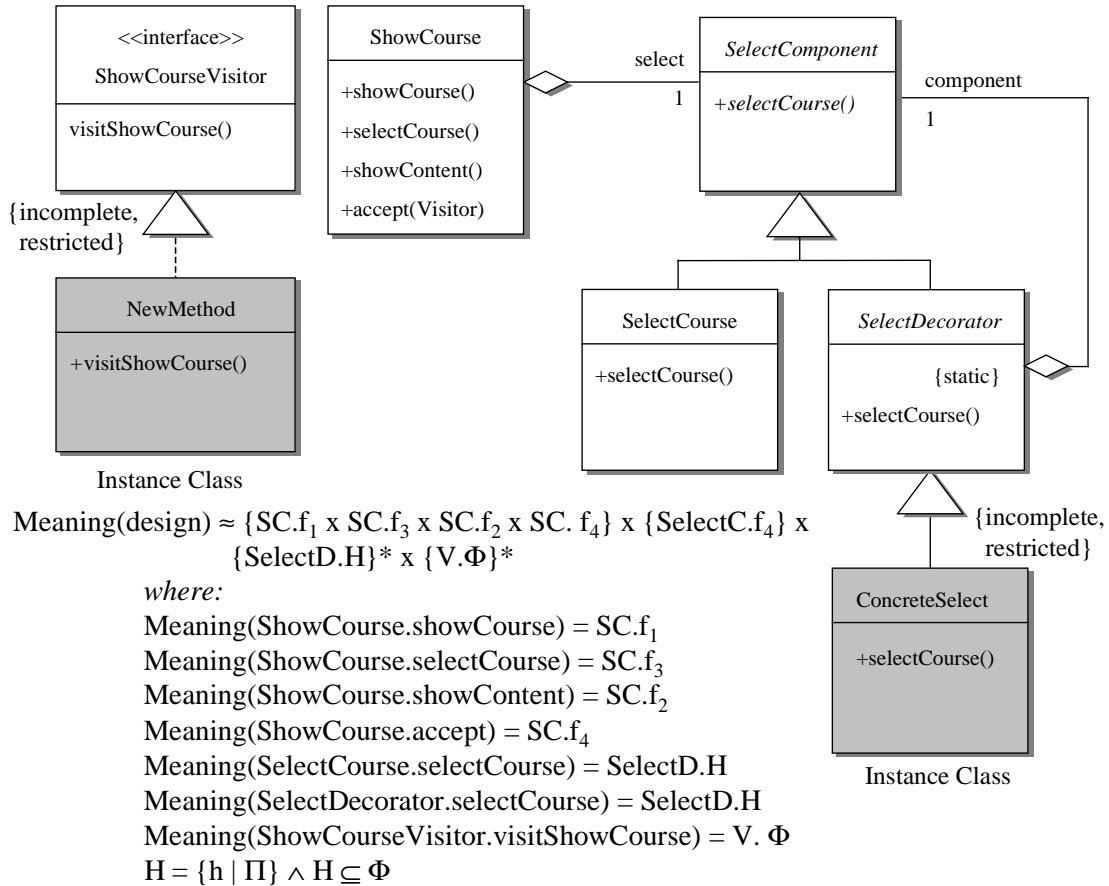 <<interface>>
ShowCourseVisitor
visitShowCourse()
{incomplete,
restricted}
NewMethod
+visitShowCourse()
Instance Class
ShowCourse
+showCourse()
+selectCourse()
+showContent()
+accept(Visitor)
select
1
SelectComponent
+selectCourse()
component
1
SelectCourse
+selectCourse()
SelectDecorator
{static}
+selectCourse()
{incomplete,
restricted}
ConcreteSelect
+selectCourse()
Instance Class
Meaning(design) ≈ {SC.f₁ x SC.f₃ x SC.f₂ x SC. f₄} x {SelectC.f₄} x
{SelectD.H}* x {V.Φ}*
where:
Meaning(ShowCourse.showCourse) = SC.f₁
Meaning(ShowCourse.selectCourse) = SC.f₃
Meaning(ShowCourse.showContent) = SC.f₂
Meaning(ShowCourse.accept) = SC.f₄
Meaning(SelectCourse.selectCourse) = SelectD.H
Meaning(SelectDecorator.selectCourse) = SelectD.H
Meaning(ShowCourseVisitor.visitShowCourse) = V. Φ
H = {h | Π} ∧ H ⊆ Φ